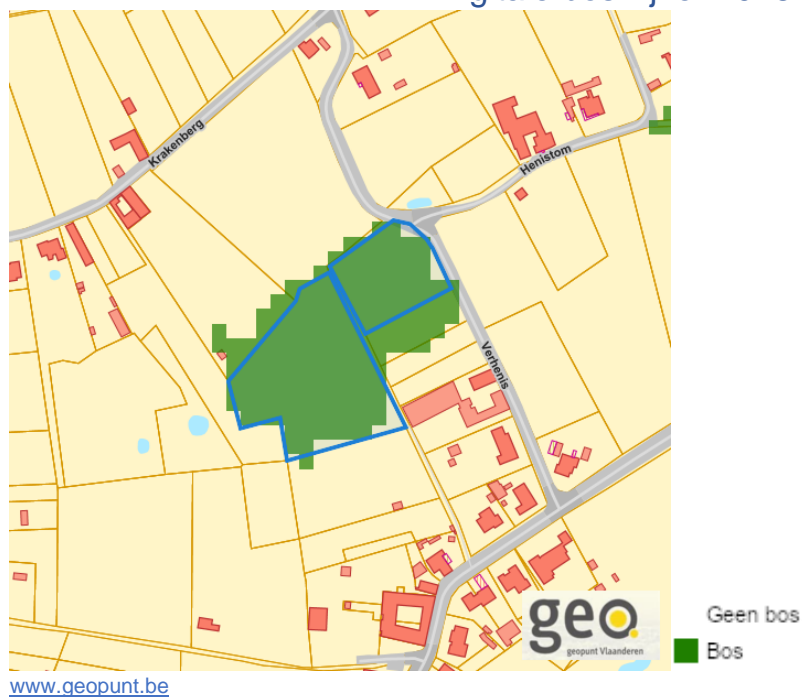 Krakenberg
Henistom
Verhenis
geo.
geopunt Vlaanderen
Geen bos
Bos
www.geopunt.be